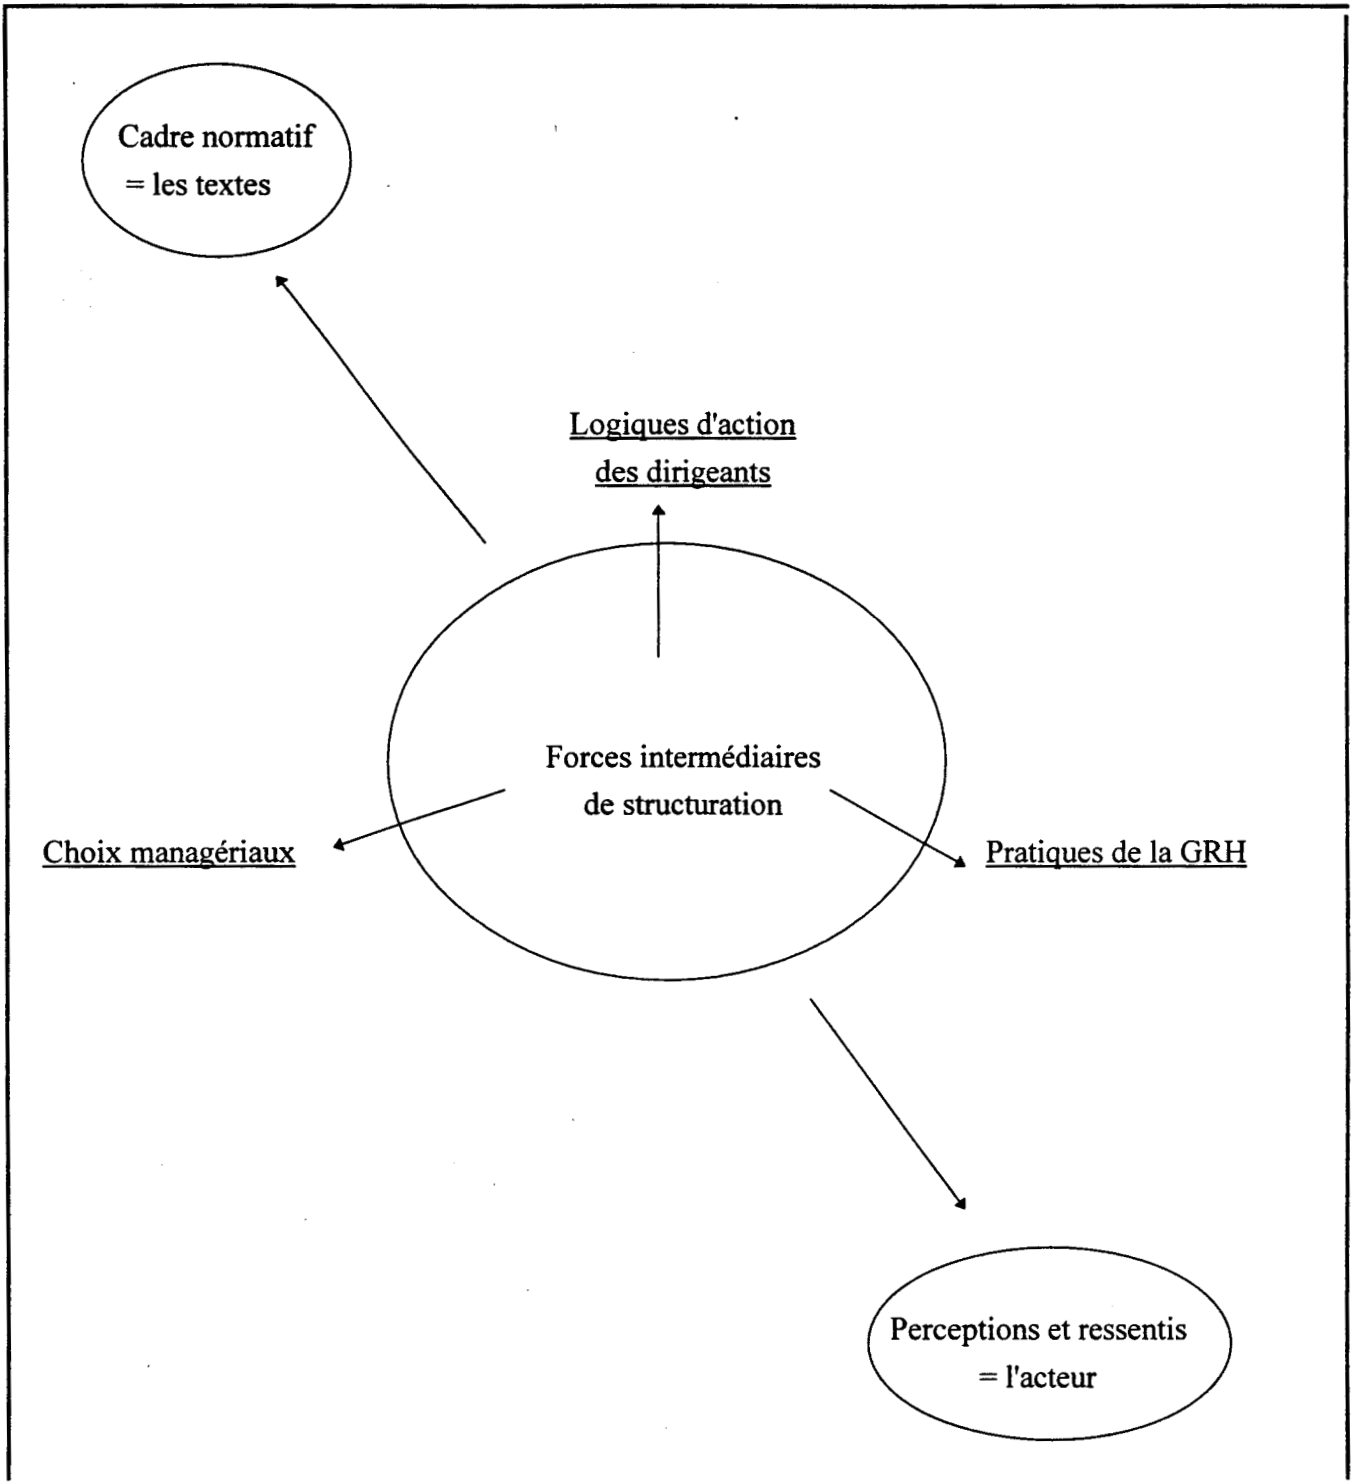 Cadre normatif
= les textes
Logiques d'action
des dirigeants
Forces intermédiaires
de structuration
Choix managériaux
Pratiques de la GRH
Perceptions et ressentis
= l'acteur